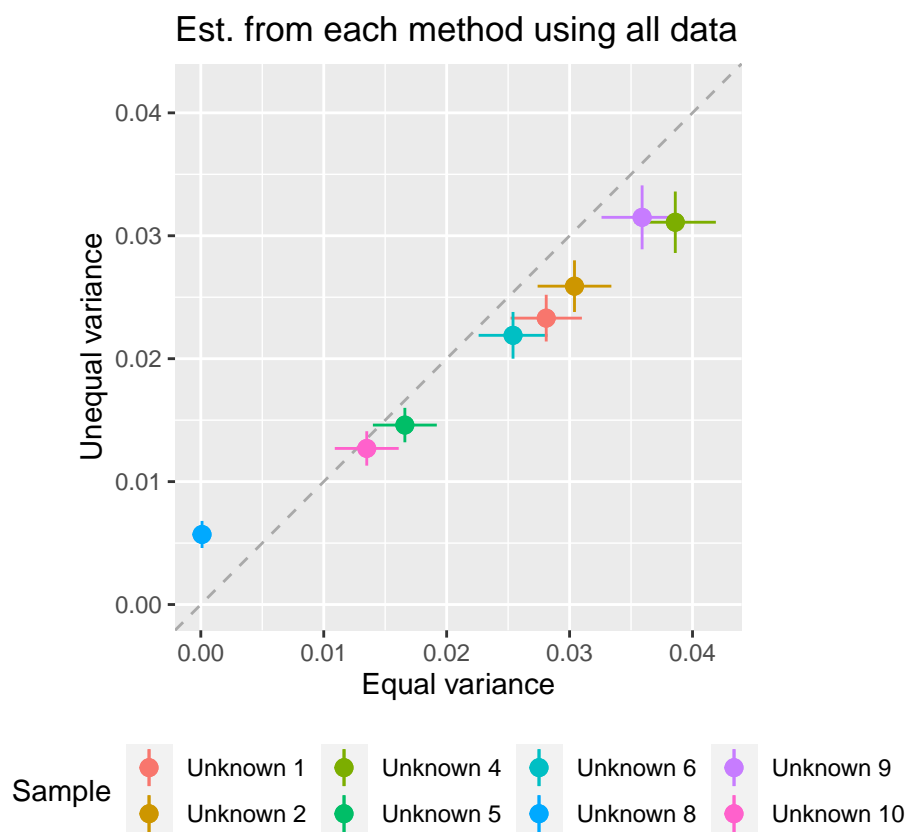 Est. from each method using all data
Unequal variance
0.04
0.03
0.02
0.01
0.00
0.00 0.01 0.02 0.03 0.04
Equal variance
Sample
Unknown 1 Unknown 4 Unknown 6 Unknown 9
Unknown 2 Unknown 5 Unknown 8 Unknown 10